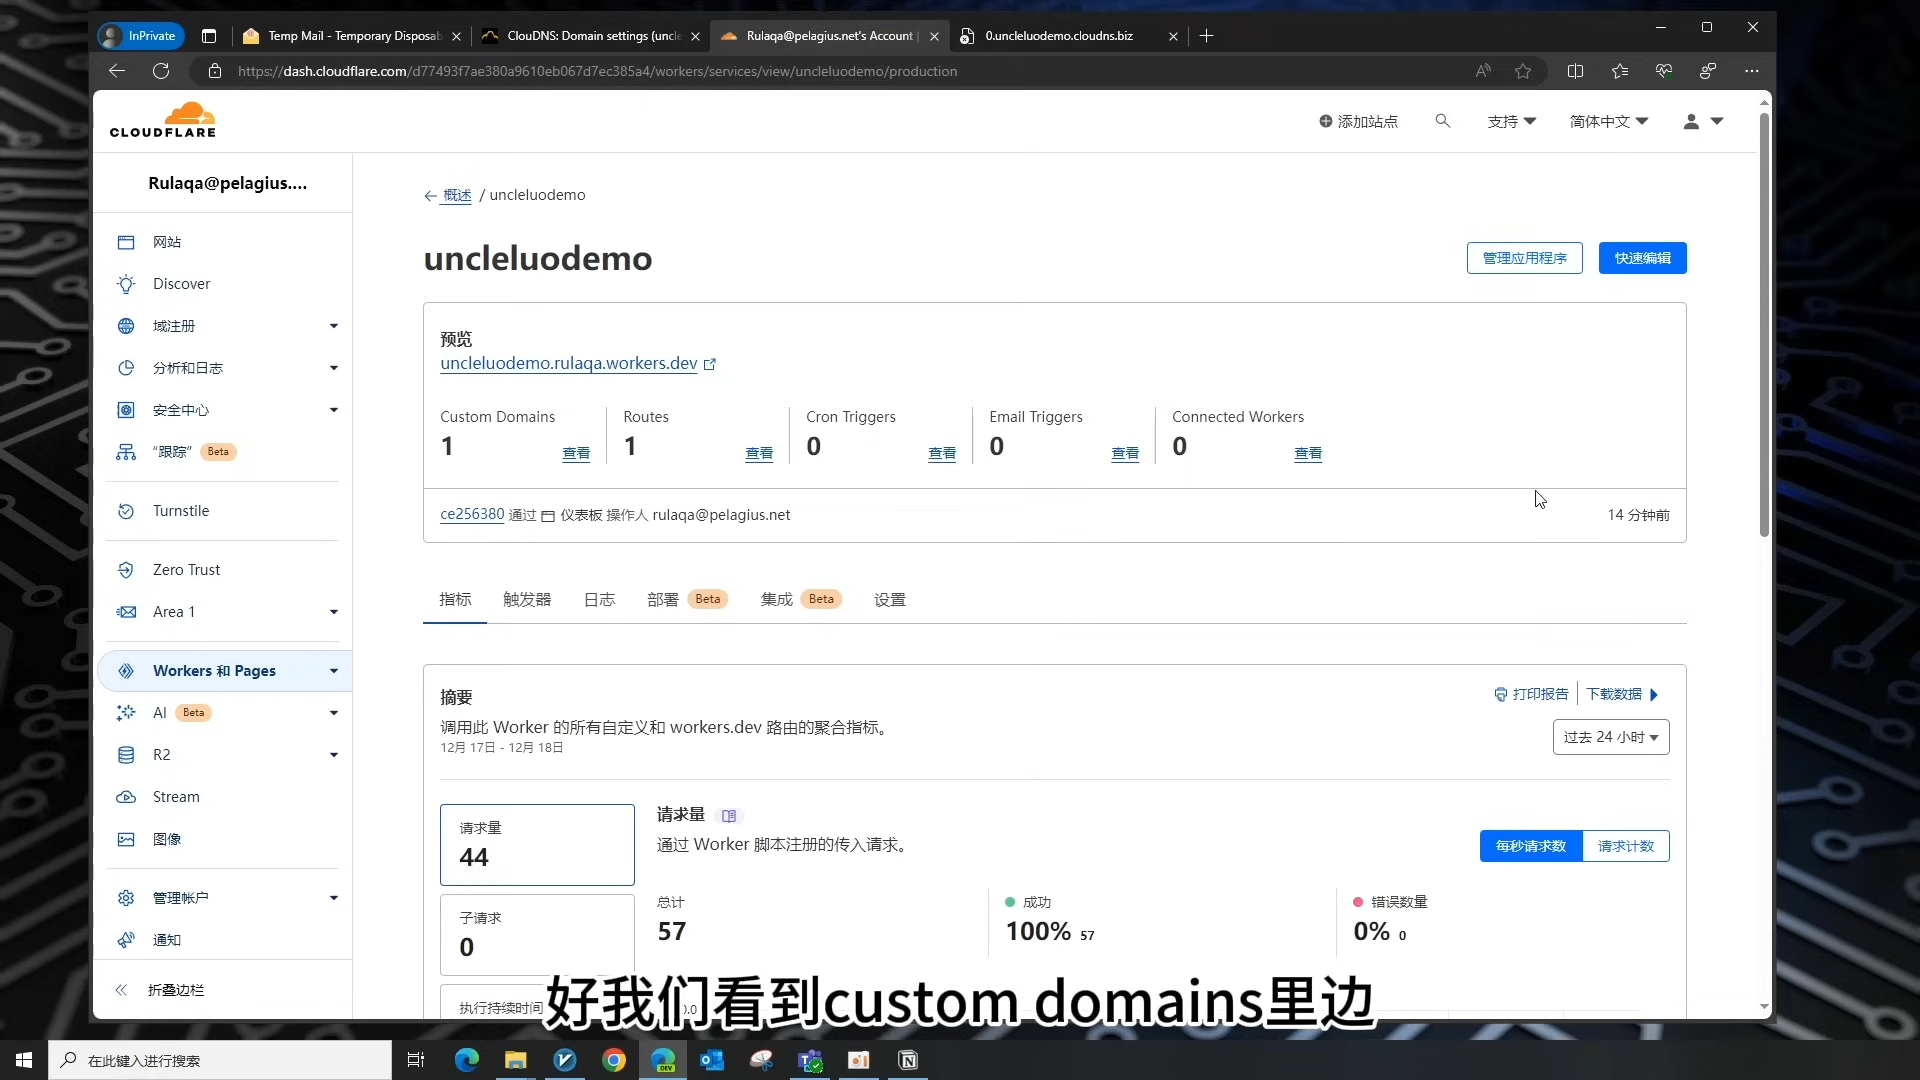 InPrivate
Temp Mail - Temporary Disposab
ClouDNS: Domain settings (uncle
Rulaqa@pelagius.net's Account |
0.uncleluodemo.cloudns.biz
https://dash.cloudflare.com/d77493f7ae380a9610eb067d7ec385a4/workers/services/view/uncleluodemo/production
CLOUDFLARE
添加站点
支持
简体中文
Rulaqa@pelagius....
网站
Discover
域注册
分析和日志
安全中心
“跟踪” Beta
Turnstile
Zero Trust
Area 1
Workers 和 Pages
AI Beta
R2
Stream
图像
管理帐户
通知
折叠边栏
← 概述 / uncleluodemo
uncleluodemo
管理应用程序
快速编辑
预览
uncleluodemo.rulaqa.workers.dev
Custom Domains
1 查看
Routes
1 查看
Cron Triggers
0 查看
Email Triggers
0 查看
Connected Workers
0 查看
ce256380 通过 仪表板 操作人 rulaqa@pelagius.net
14 分钟前
指标 触发器 日志 部署 Beta 集成 Beta 设置
摘要
打印报告 下载数据
调用此 Worker 的所有自定义和 workers.dev 路由的聚合指标。
12月 17日 - 12月 18日
过去 24 小时
请求量
44
子请求
0
执行持续时间
请求量
通过 Worker 脚本注册的传入请求。
每秒请求数 请求计数
总计
57
成功
100% 57
错误数量
0% 0
好我们看到custom domains里边
在此键入进行搜索
DEV